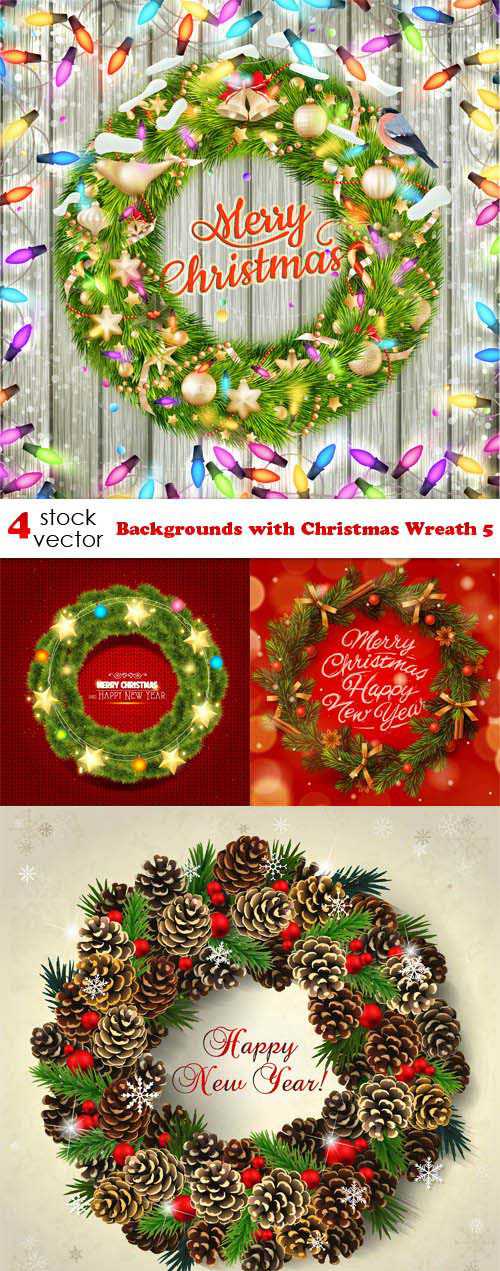 Merry
Christmas
4 stock
vector
Backgrounds with Christmas Wreath 5
MERRY CHRISTMAS
AND HAPPY NEW YEAR
Merry
Christmas
Happy
New Year
Happy
New Year!